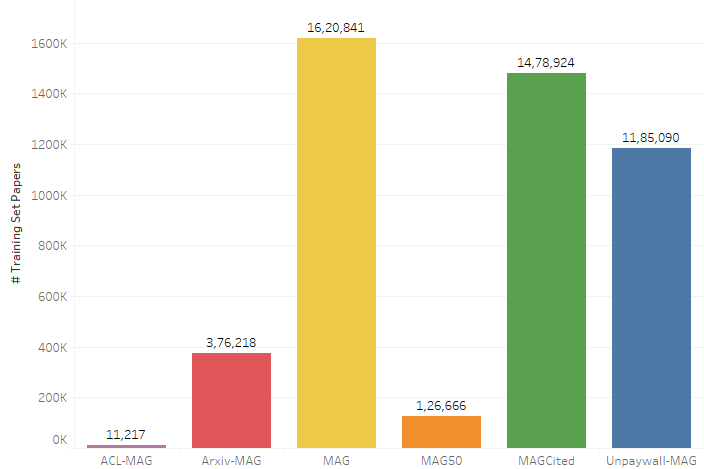 # Training Set Papers
1600K
1400K
1200K
1000K
800K
600K
400K
200K
0K
11,217
3,76,218
16,20,841
1,26,666
14,78,924
11,85,090
ACL-MAG
Arxiv-MAG
MAG
MAG50
MAGCited
Unpaywall-MAG